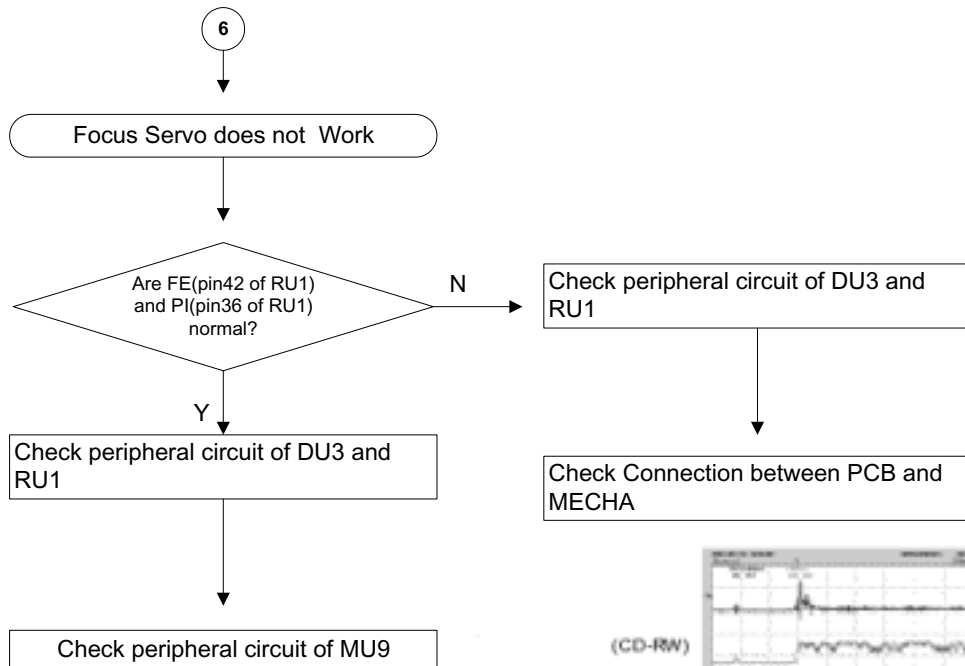 6
Focus Servo does not Work
Are FE(pin42 of RU1)
and PI(pin36 of RU1)
normal?
N
Check peripheral circuit of DU3 and
RU1
Y
Check peripheral circuit of DU3 and
RU1
Check Connection between PCB and
MECHA
Check peripheral circuit of MU9
(CD-RW)